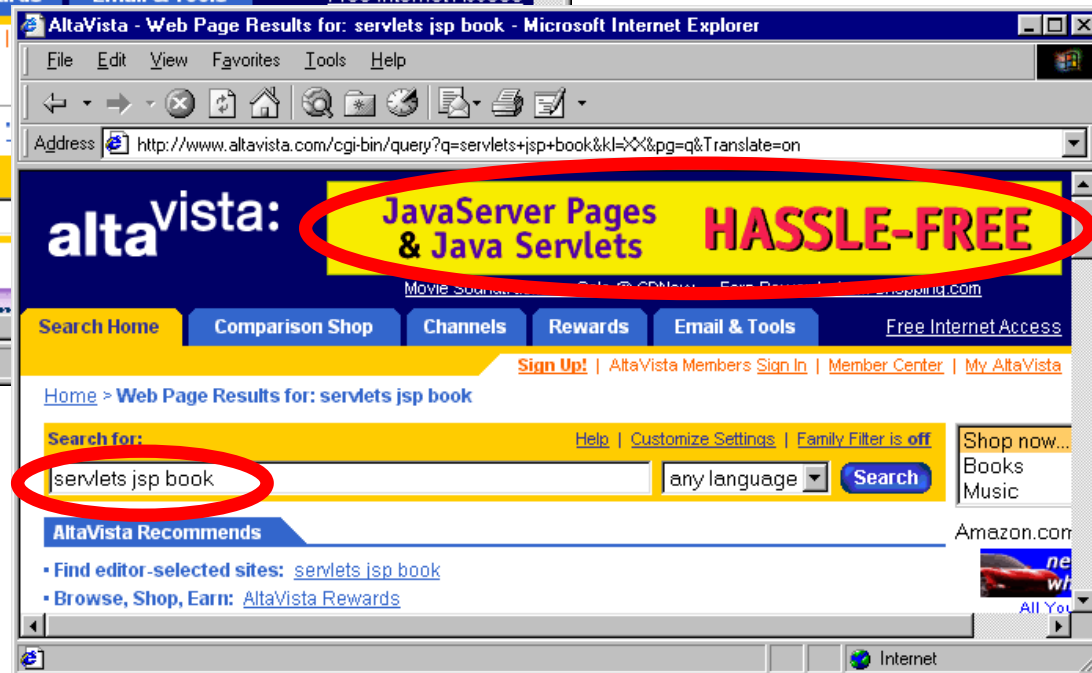 Email & Tools
AltaVista - Web Page Results for: servlets jsp book - Microsoft Internet Explorer
File Edit View Favorites Tools Help
Address http://www.altavista.com/cgi-bin/query?q=servlets+jsp+book&kl=XX&pg=q&Translate=on
altavista:
JavaServer Pages
& Java Servlets
HASSLE-FREE
Movie
Search Home Comparison Shop Channels Rewards Email & Tools Free Internet Access
Sign Up! | AltaVista Members Sign In | Member Center | My AltaVista
Home > Web Page Results for: servlets jsp book
Search for: Help | Customize Settings | Family Filter is off
servlets jsp book any language Search
Shop now...
Books
Music
AltaVista Recommends
Amazon.com
▪ Find editor-selected sites: servlets jsp book
▪ Browse, Shop, Earn: AltaVista Rewards
All You
Internet